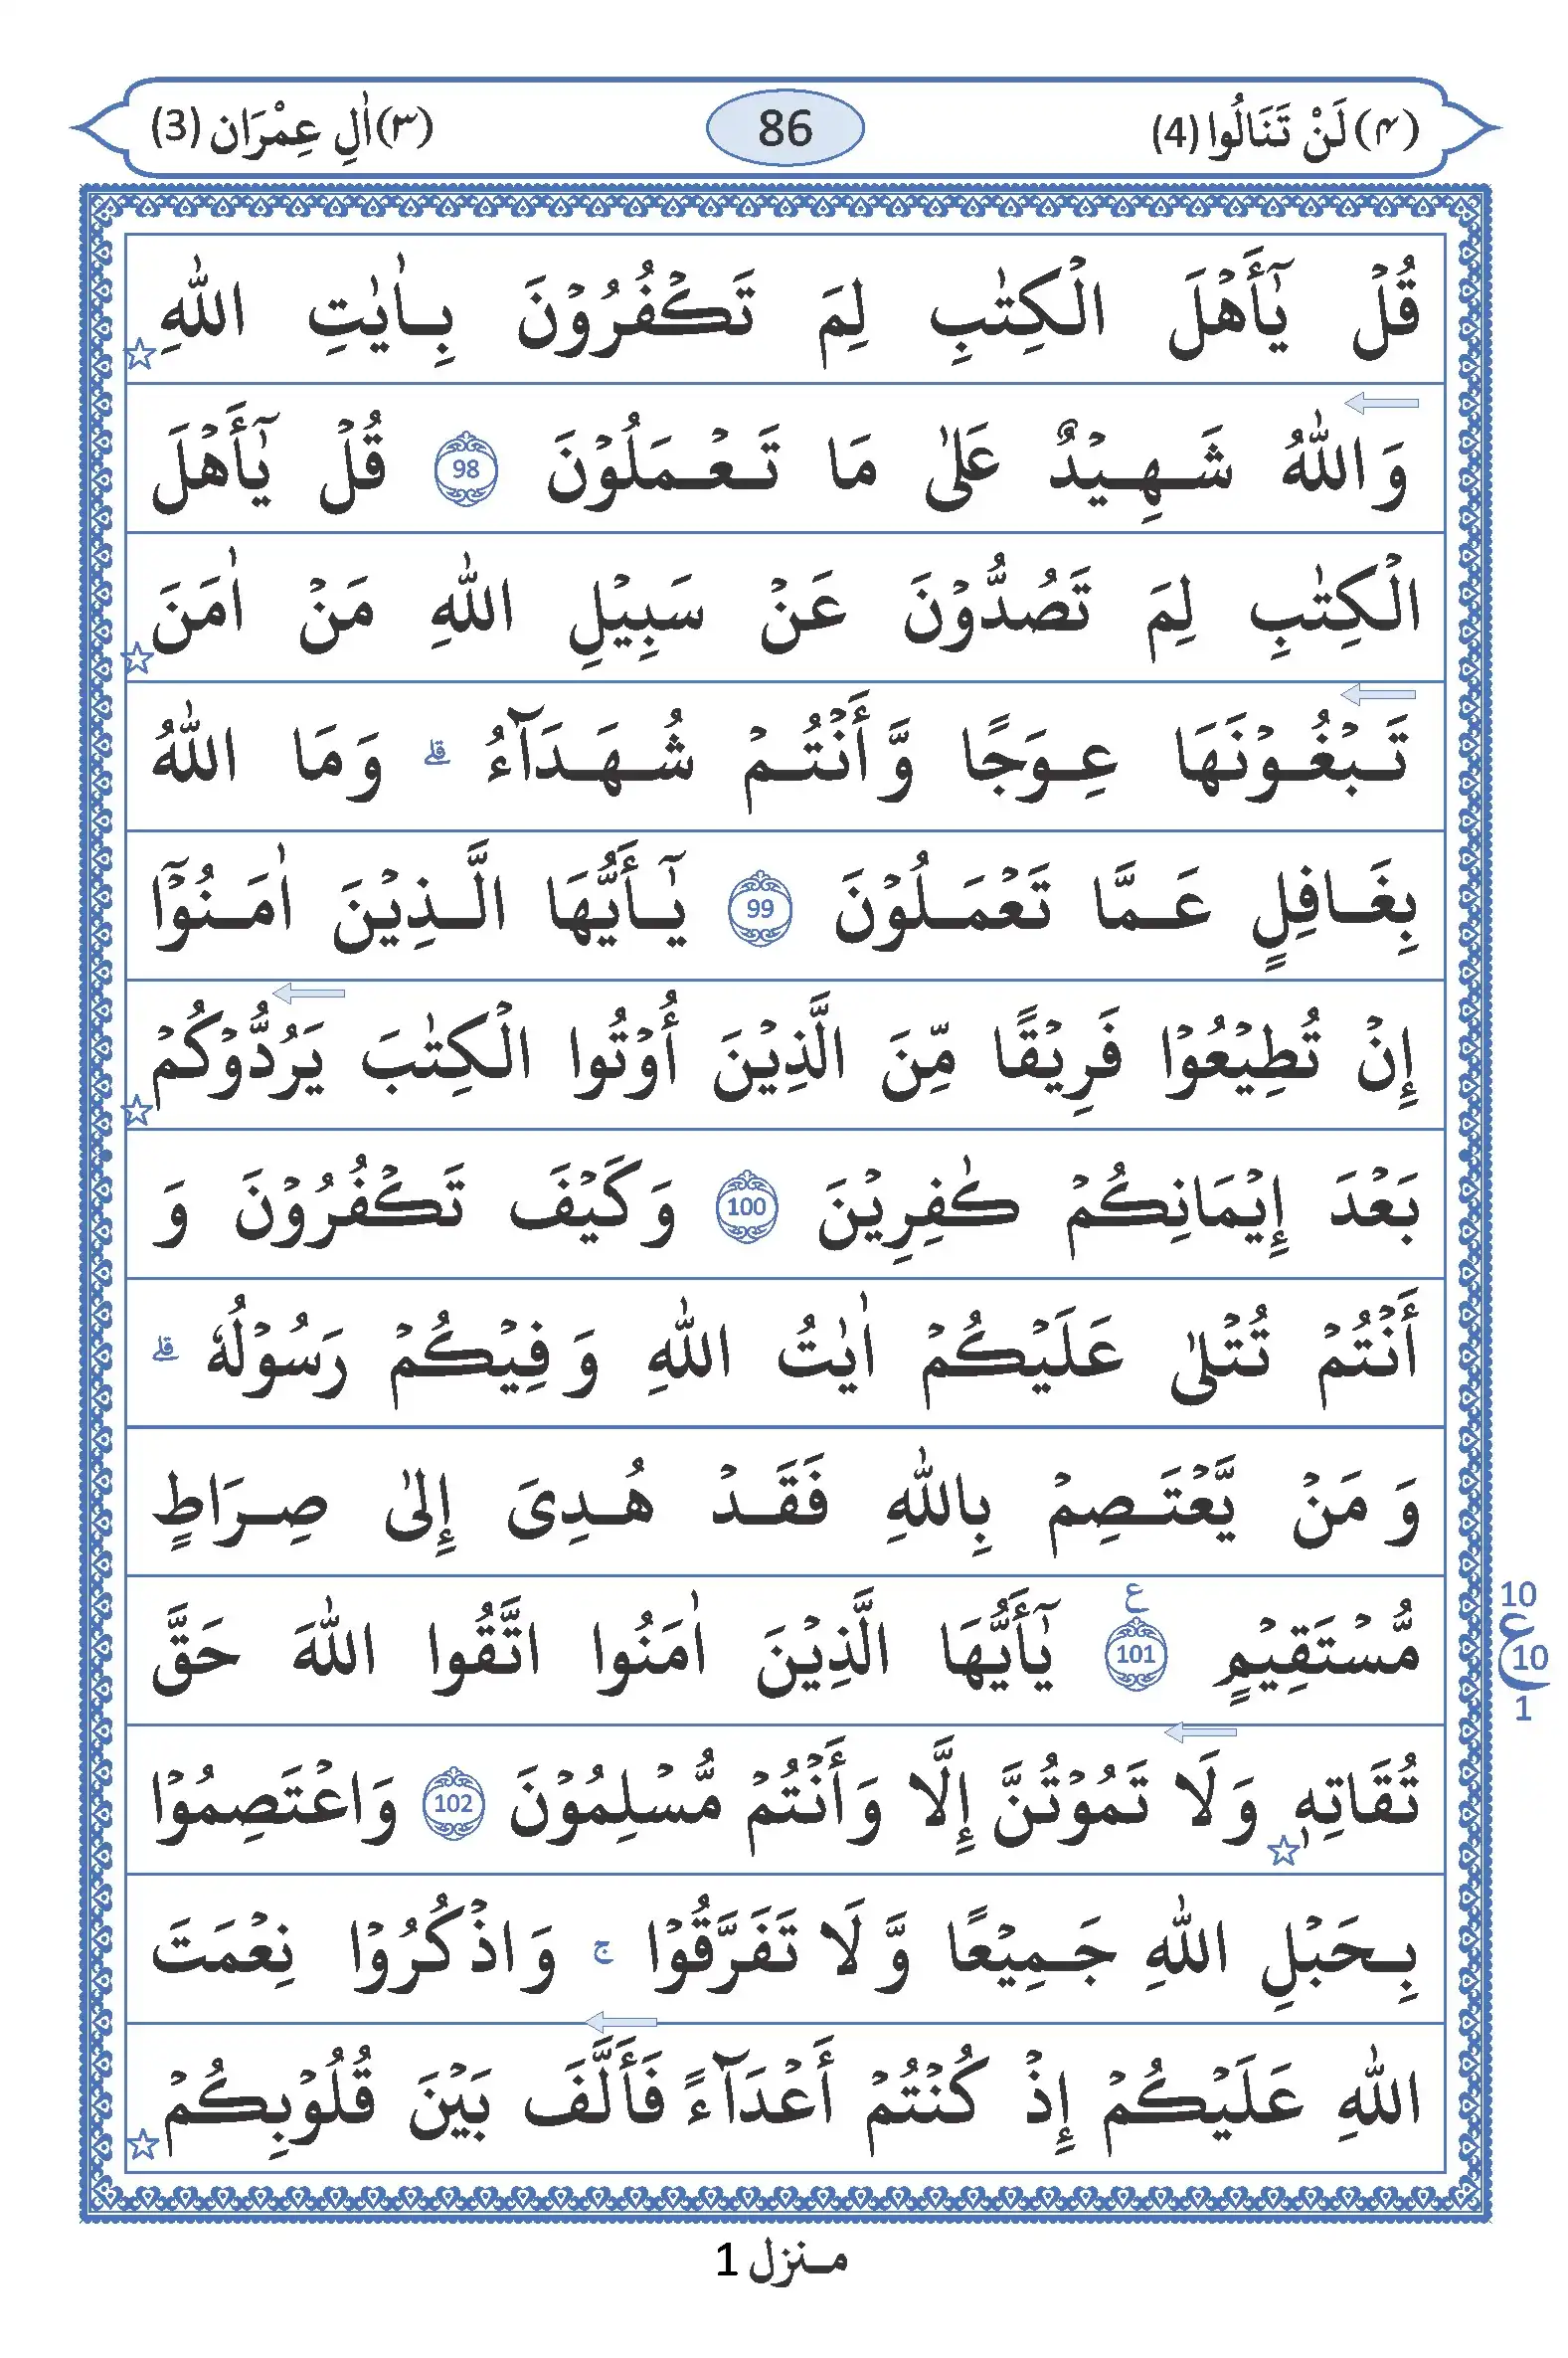 (۴) لَنْ تَنَالُوا (4) 86 (۳) اٰلِ عِمْرَان (3)
قُلْ يٰٓأَهْلَ الْكِتٰبِ لِمَ تَكْفُرُوْنَ بِاٰيٰتِ اللّٰهِ
وَاللّٰهُ شَهِيْدٌ عَلٰى مَا تَعْمَلُوْنَ 98 قُلْ يٰٓأَهْلَ
الْكِتٰبِ لِمَ تَصُدُّوْنَ عَنْ سَبِيْلِ اللّٰهِ مَنْ اٰمَنَ
تَبْغُوْنَهَا عِوَجًا وَّأَنْتُمْ شُهَدَآءُ ۗ وَمَا اللّٰهُ
بِغَافِلٍ عَمَّا تَعْمَلُوْنَ 99 يٰٓأَيُّهَا الَّذِيْنَ اٰمَنُوْٓا
إِنْ تُطِيْعُوْا فَرِيْقًا مِّنَ الَّذِيْنَ أُوْتُوا الْكِتٰبَ يَرُدُّوْكُمْ
بَعْدَ إِيْمَانِكُمْ كٰفِرِيْنَ 100 وَكَيْفَ تَكْفُرُوْنَ وَ
أَنْتُمْ تُتْلٰى عَلَيْكُمْ اٰيٰتُ اللّٰهِ وَفِيْكُمْ رَسُوْلُهٗ ۗ
وَمَنْ يَّعْتَصِمْ بِاللّٰهِ فَقَدْ هُدِىَ إِلٰى صِرَاطٍ
مُّسْتَقِيْمٍ 101 ع يٰٓأَيُّهَا الَّذِيْنَ اٰمَنُوا اتَّقُوا اللّٰهَ حَقَّ
10 ع 10 1
تُقَاتِهٖ وَلَا تَمُوْتُنَّ إِلَّا وَأَنْتُمْ مُّسْلِمُوْنَ 102 وَاعْتَصِمُوْا
بِحَبْلِ اللّٰهِ جَمِيْعًا وَّلَا تَفَرَّقُوْا ۚ وَاذْكُرُوْا نِعْمَتَ
اللّٰهِ عَلَيْكُمْ إِذْ كُنْتُمْ أَعْدَآءً فَأَلَّفَ بَيْنَ قُلُوْبِكُمْ
منزل 1